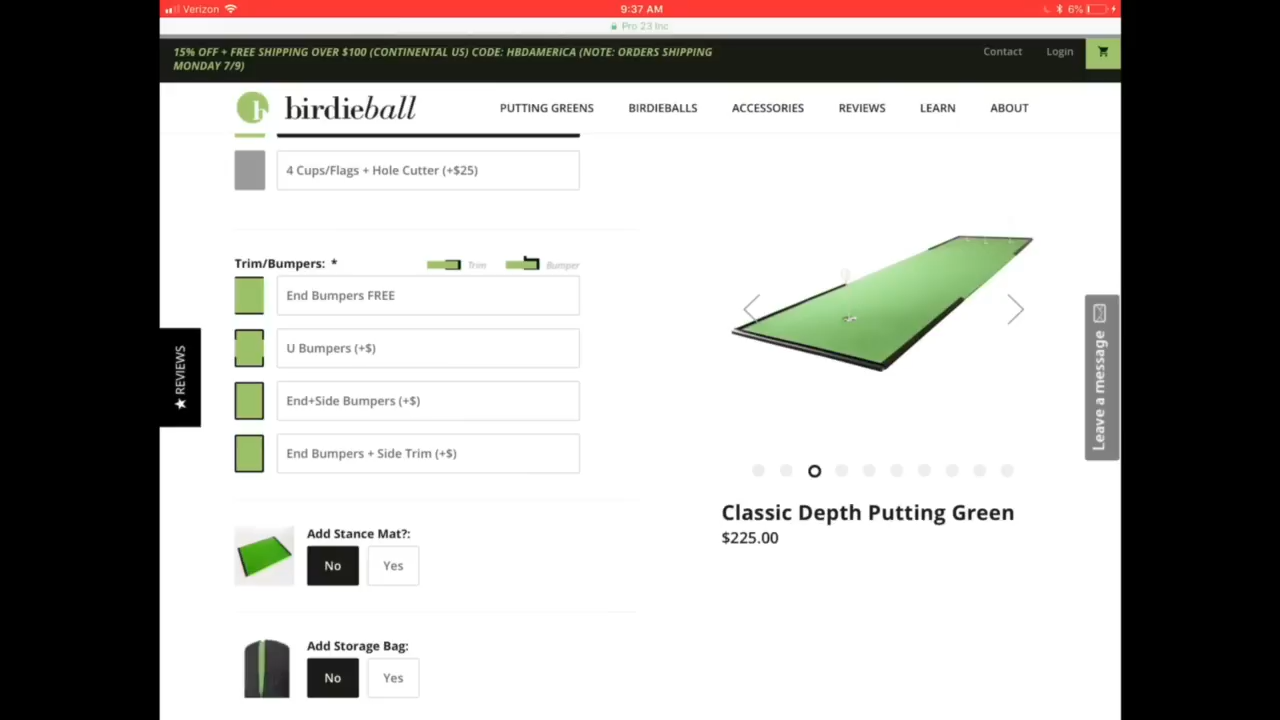 Verizon
9:37 AM
6%
Pro 23 Inc
15% OFF + FREE SHIPPING OVER $100 (CONTINENTAL US) CODE: HBDAMERICA (NOTE: ORDERS SHIPPING
MONDAY 7/9)
Contact
Login
birdieball
PUTTING GREENS
BIRDIEBALLS
ACCESSORIES
REVIEWS
LEARN
ABOUT
4 Cups/Flags + Hole Cutter (+$25)
Trim/Bumpers: *
Trim
Bumper
End Bumpers FREE
U Bumpers (+$)
End+Side Bumpers (+$)
End Bumpers + Side Trim (+$)
★ REVIEWS
Leave a message
Classic Depth Putting Green
$225.00
Add Stance Mat?:
No
Yes
Add Storage Bag:
No
Yes